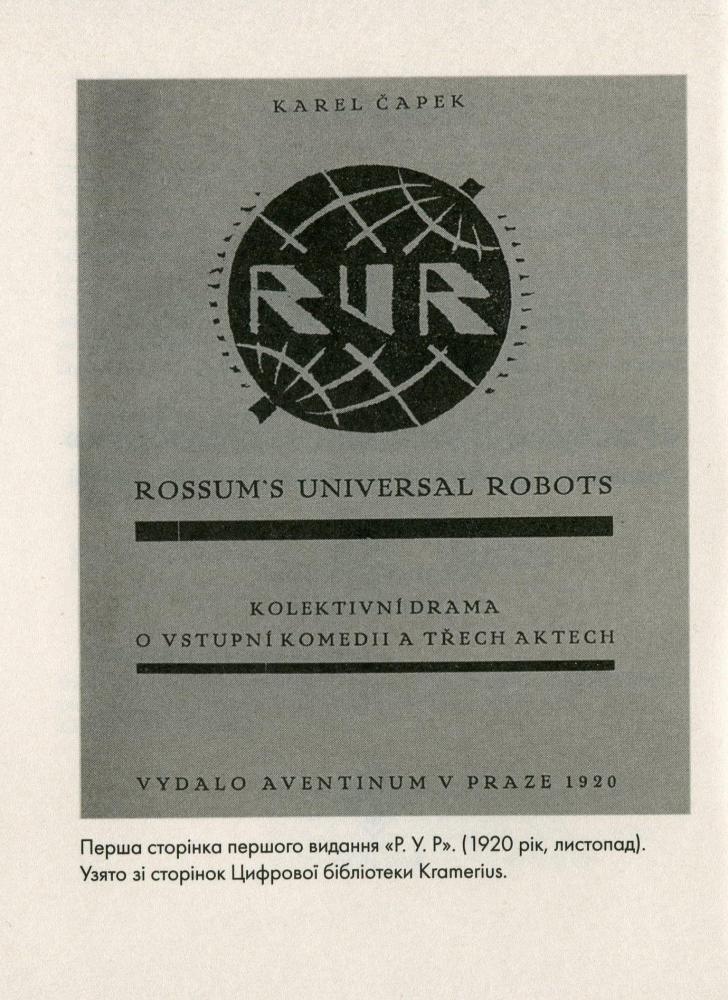 KAREL ČAPEK
RUR
ROSSUM'S UNIVERSAL ROBOTS
KOLEKTIVNÍ DRAMA
O VSTUPNÍ KOMEDII A TŘECH AKTECH
VYDALO AVENTINUM V PRAZE 1920
Перша сторінка першого видання «Р. У. Р». (1920 рік, листопад).
Узято зі сторінок Цифрової бібліотеки Kramerius.